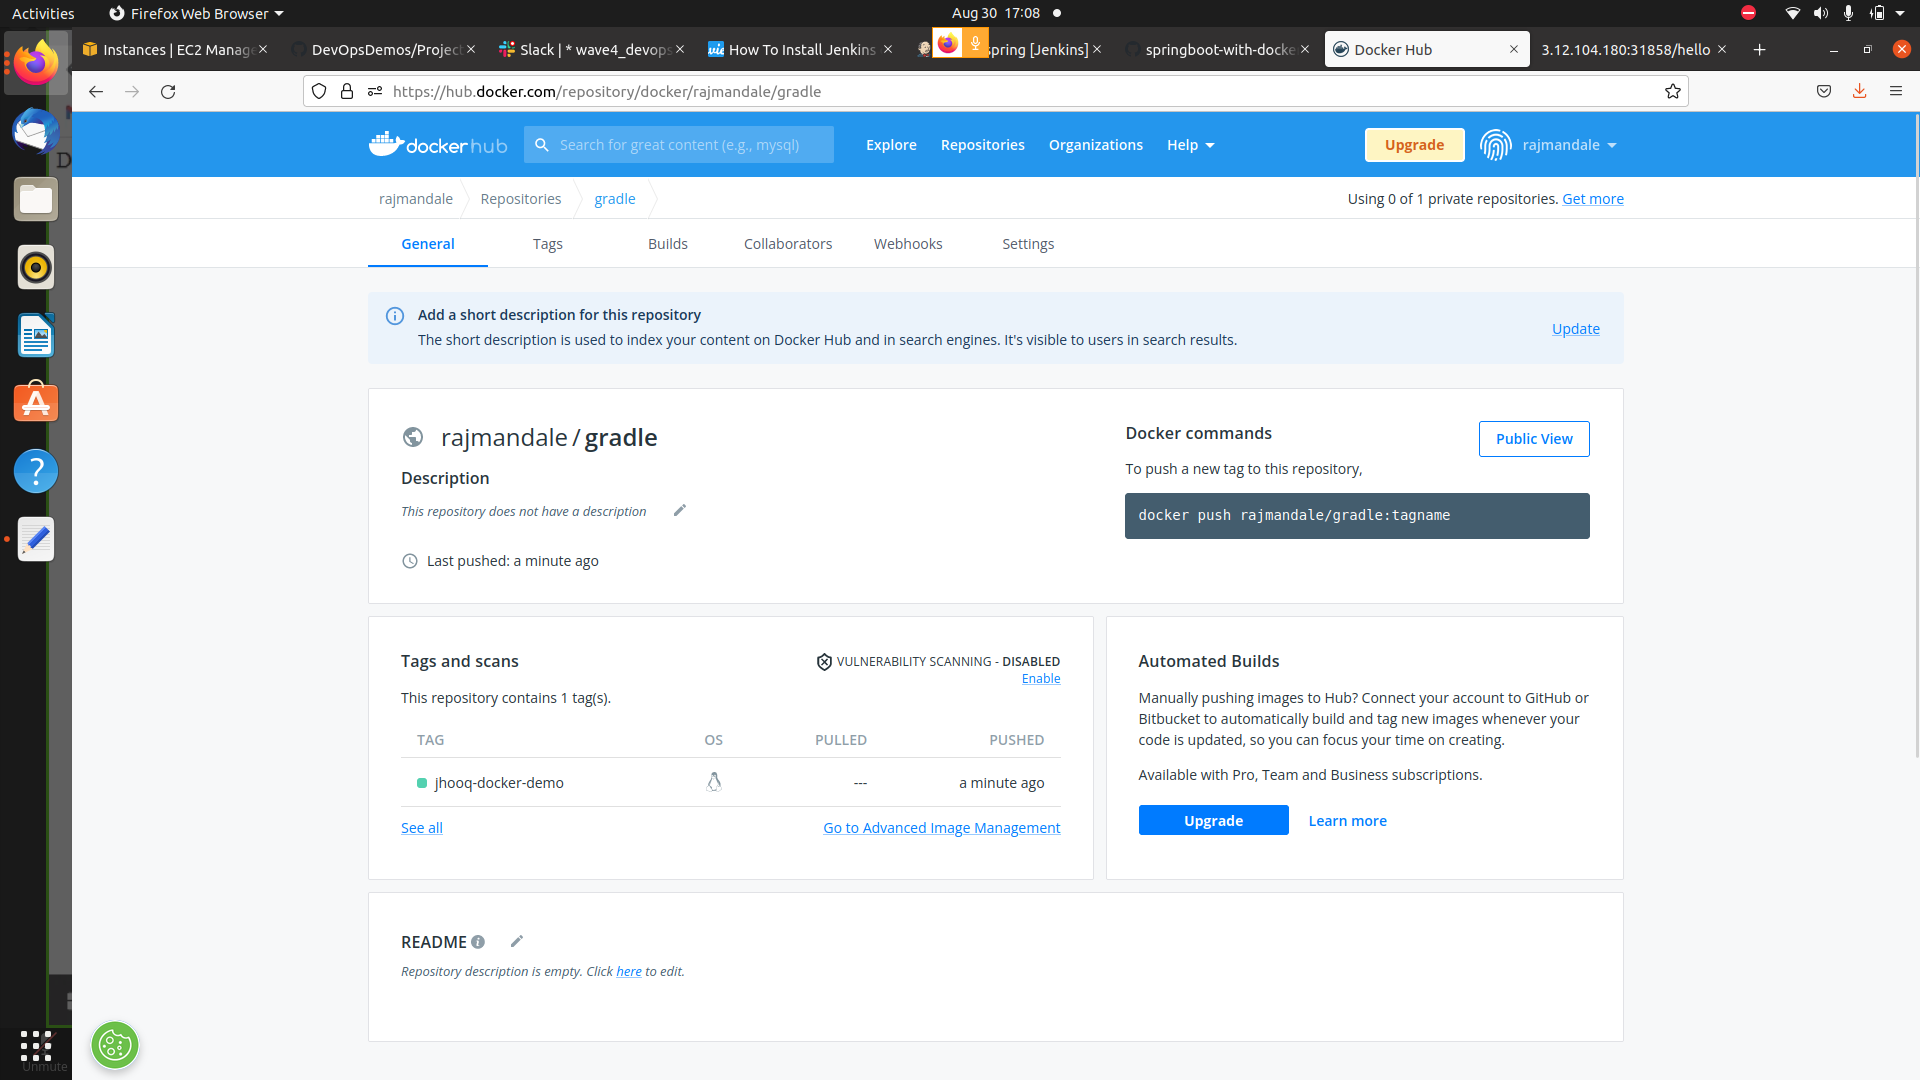 Activities
Firefox Web Browser
Aug 30 17:08
Instances | EC2 Manage
DevOpsDemos/Project
Slack | * wave4_devops
How To Install Jenkins
spring [Jenkins]
springboot-with-docke
Docker Hub
3.12.104.180:31858/hello
https://hub.docker.com/repository/docker/rajmandale/gradle
docker hub
Search for great content (e.g., mysql)
Explore
Repositories
Organizations
Help
Upgrade
rajmandale
rajmandale
Repositories
gradle
Using 0 of 1 private repositories. Get more
General
Tags
Builds
Collaborators
Webhooks
Settings
Add a short description for this repository
The short description is used to index your content on Docker Hub and in search engines. It's visible to users in search results.
Update
rajmandale / gradle
Description
This repository does not have a description
Last pushed: a minute ago
Docker commands
Public View
To push a new tag to this repository,
docker push rajmandale/gradle:tagname
Tags and scans
VULNERABILITY SCANNING - DISABLED
Enable
This repository contains 1 tag(s).
TAG OS PULLED PUSHED
jhooq-docker-demo --- a minute ago
See all
Go to Advanced Image Management
Automated Builds
Manually pushing images to Hub? Connect your account to GitHub or
Bitbucket to automatically build and tag new images whenever your
code is updated, so you can focus your time on creating.
Available with Pro, Team and Business subscriptions.
Upgrade
Learn more
README
Repository description is empty. Click here to edit.
Unmute